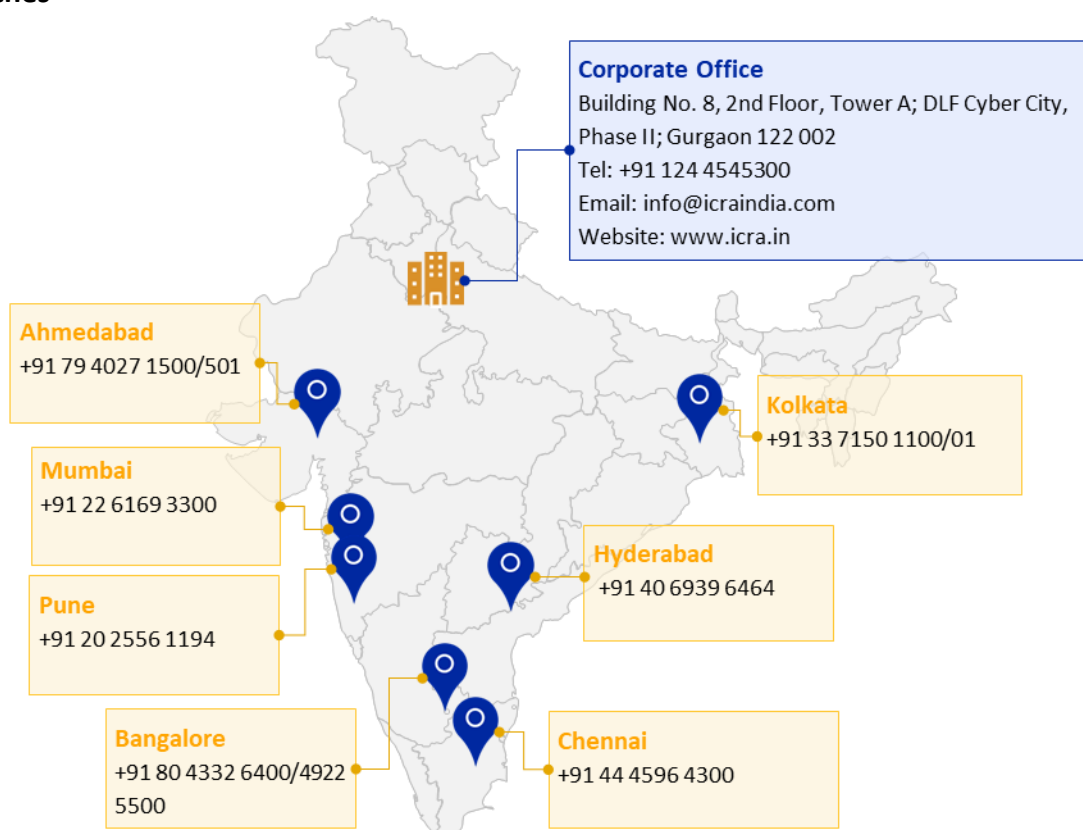 Corporate Office
Building No. 8, 2nd Floor, Tower A; DLF Cyber City,
Phase II; Gurgaon 122 002
Tel: +91 124 4545300
Email: info@icraindia.com
Website: www.icra.in
Ahmedabad
+91 79 4027 1500/501
Kolkata
+91 33 7150 1100/01
Mumbai
+91 22 6169 3300
Hyderabad
+91 40 6939 6464
Pune
+91 20 2556 1194
Bangalore
+91 80 4332 6400/4922
5500
Chennai
+91 44 4596 4300